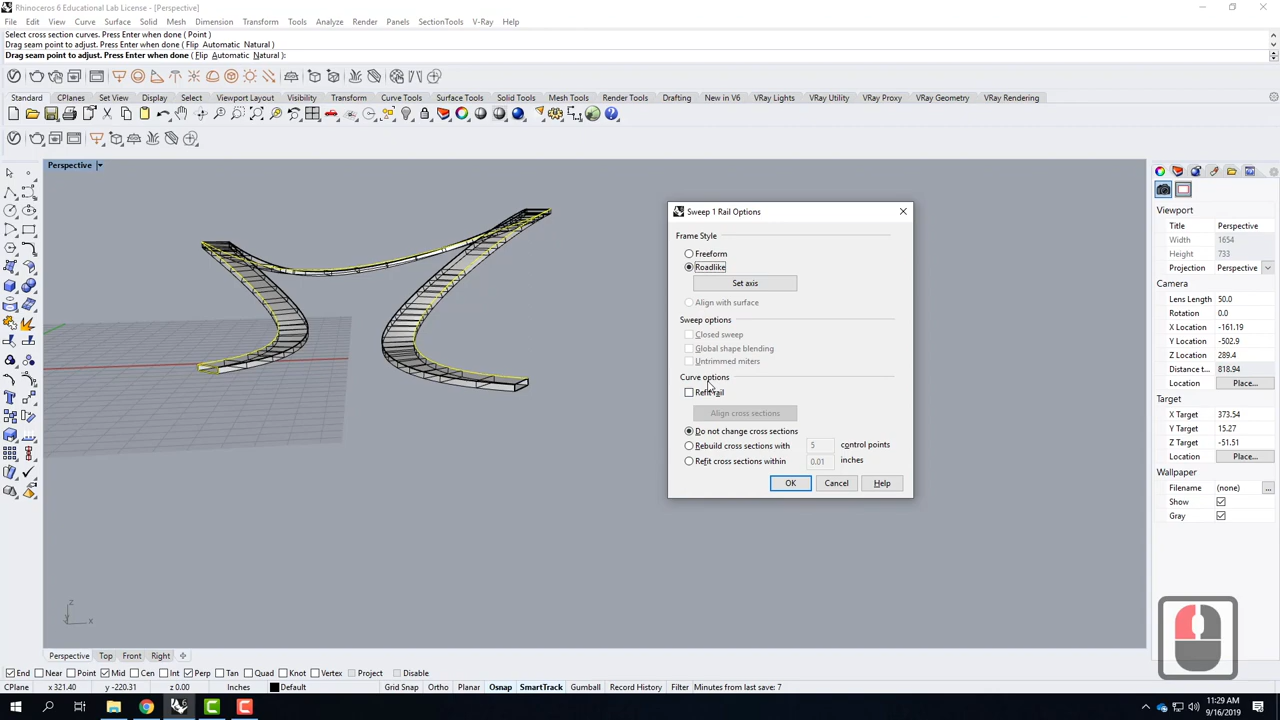 Rhinoceros 6 Educational Lab License - [Perspective]
File Edit View Curve Surface Solid Mesh Dimension Transform Tools Analyze Render Panels SectionTools V-Ray Help
Select cross section curves. Press Enter when done ( Point )
Drag seam point to adjust. Press Enter when done ( Flip Automatic Natural )
Drag seam point to adjust. Press Enter when done ( Flip Automatic Natural ):
Standard CPlanes Set View Display Select Viewport Layout Visibility Transform Curve Tools Surface Tools Solid Tools Mesh Tools Render Tools Drafting New in V6 VRay Lights VRay Utility VRay Proxy VRay Geometry VRay Rendering
Perspective
Sweep 1 Rail Options
Frame Style
Freeform
Roadlike
Set axis
Align with surface
Sweep options
Closed sweep
Global shape blending
Untrimmed miters
Curve options
Refit rail
Align cross sections
Do not change cross sections
Rebuild cross sections with 5 control points
Refit cross sections within 0.01 inches
OK Cancel Help
Viewport
Title Perspective
Width 1654
Height 733
Projection Perspective
Camera
Lens Length 50.0
Rotation 0.0
X Location -161.19
Y Location -502.9
Z Location 289.4
Distance t... 818.94
Location Place...
Target
X Target 373.54
Y Target 15.27
Z Target -51.51
Location Place...
Wallpaper
Filename (none) ...
Show
Gray
z
y x
Perspective Top Front Right
End Near Point Mid Cen Int Perp Tan Quad Knot Vertex Project Disable
CPlane x 321.40 y -220.31 z 0.00 Inches Default Grid Snap Ortho Planar Osnap SmartTrack Gumball Record History Filter Minutes from last save: 7
11:29 AM
9/16/2019